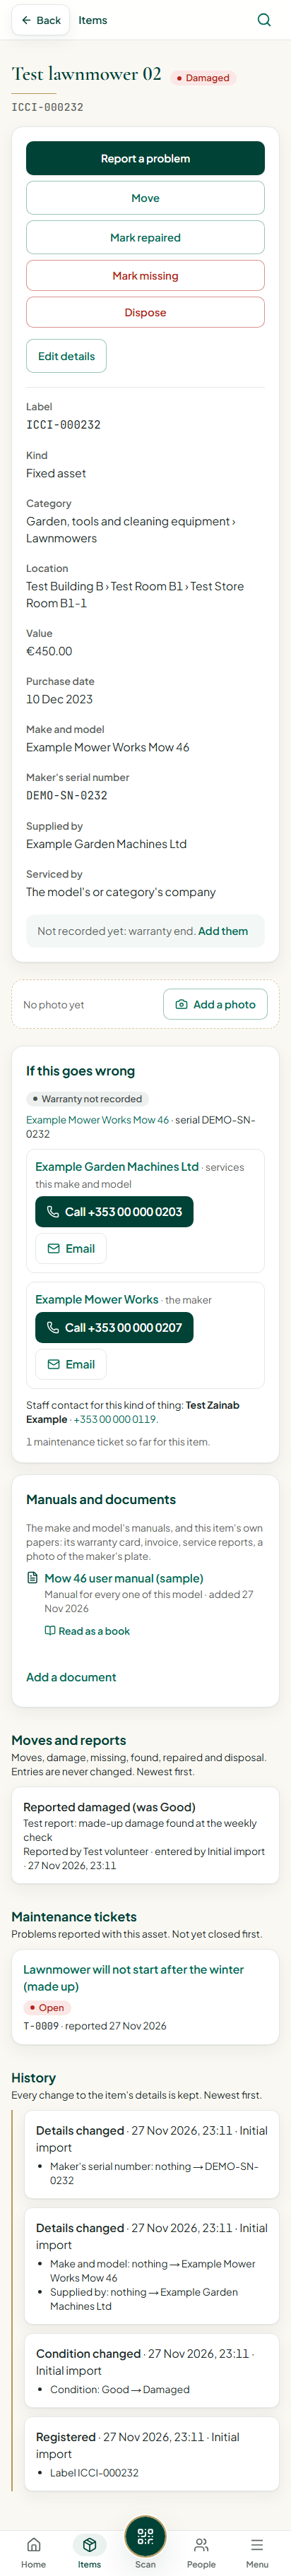 Back Items
Test lawnmower 02 Damaged
ICCI-000232
Report a problem
Move
Mark repaired
Mark missing
Dispose
Edit details
Label
ICCI-000232
Kind
Fixed asset
Category
Garden, tools and cleaning equipment ›
Lawnmowers
Location
Test Building B › Test Room B1 › Test Store
Room B1-1
Value
€450.00
Purchase date
10 Dec 2023
Make and model
Example Mower Works Mow 46
Maker's serial number
DEMO-SN-0232
Supplied by
Example Garden Machines Ltd
Serviced by
The model's or category's company
Not recorded yet: warranty end. Add them
No photo yet Add a photo
If this goes wrong
Warranty not recorded
Example Mower Works Mow 46 · serial DEMO-SN-
0232
Example Garden Machines Ltd · services
this make and model
Call +353 00 000 0203
Email
Example Mower Works · the maker
Call +353 00 000 0207
Email
Staff contact for this kind of thing: Test Zainab
Example · +353 00 000 0119.
1 maintenance ticket so far for this item.
Manuals and documents
The make and model's manuals, and this item's own
papers: its warranty card, invoice, service reports, a
photo of the maker's plate.
Mow 46 user manual (sample)
Manual for every one of this model · added 27
Nov 2026
Read as a book
Add a document
Moves and reports
Moves, damage, missing, found, repaired and disposal.
Entries are never changed. Newest first.
Reported damaged (was Good)
Test report: made-up damage found at the weekly
check
Reported by Test volunteer · entered by Initial import
· 27 Nov 2026, 23:11
Maintenance tickets
Problems reported with this asset. Not yet closed first.
Lawnmower will not start after the winter
(made up)
Open
T-0009 · reported 27 Nov 2026
History
Every change to the item's details is kept. Newest first.
Details changed · 27 Nov 2026, 23:11 · Initial
import
• Maker's serial number: nothing → DEMO-SN-
0232
Details changed · 27 Nov 2026, 23:11 · Initial
import
• Make and model: nothing → Example Mower
Works Mow 46
• Supplied by: nothing → Example Garden
Machines Ltd
Condition changed · 27 Nov 2026, 23:11 ·
Initial import
• Condition: Good → Damaged
Registered · 27 Nov 2026, 23:11 · Initial
import
• Label ICCI-000232
Home Items Scan People Menu